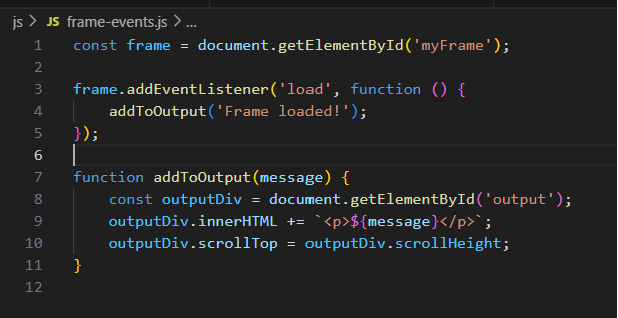 js > JS frame-events.js > ...
1 const frame = document.getElementById('myFrame');
2
3 frame.addEventListener('load', function () {
4     addToOutput('Frame loaded!');
5 });
6
7 function addToOutput(message) {
8     const outputDiv = document.getElementById('output');
9     outputDiv.innerHTML += `<p>${message}</p>`;
10     outputDiv.scrollTop = outputDiv.scrollHeight;
11 }
12